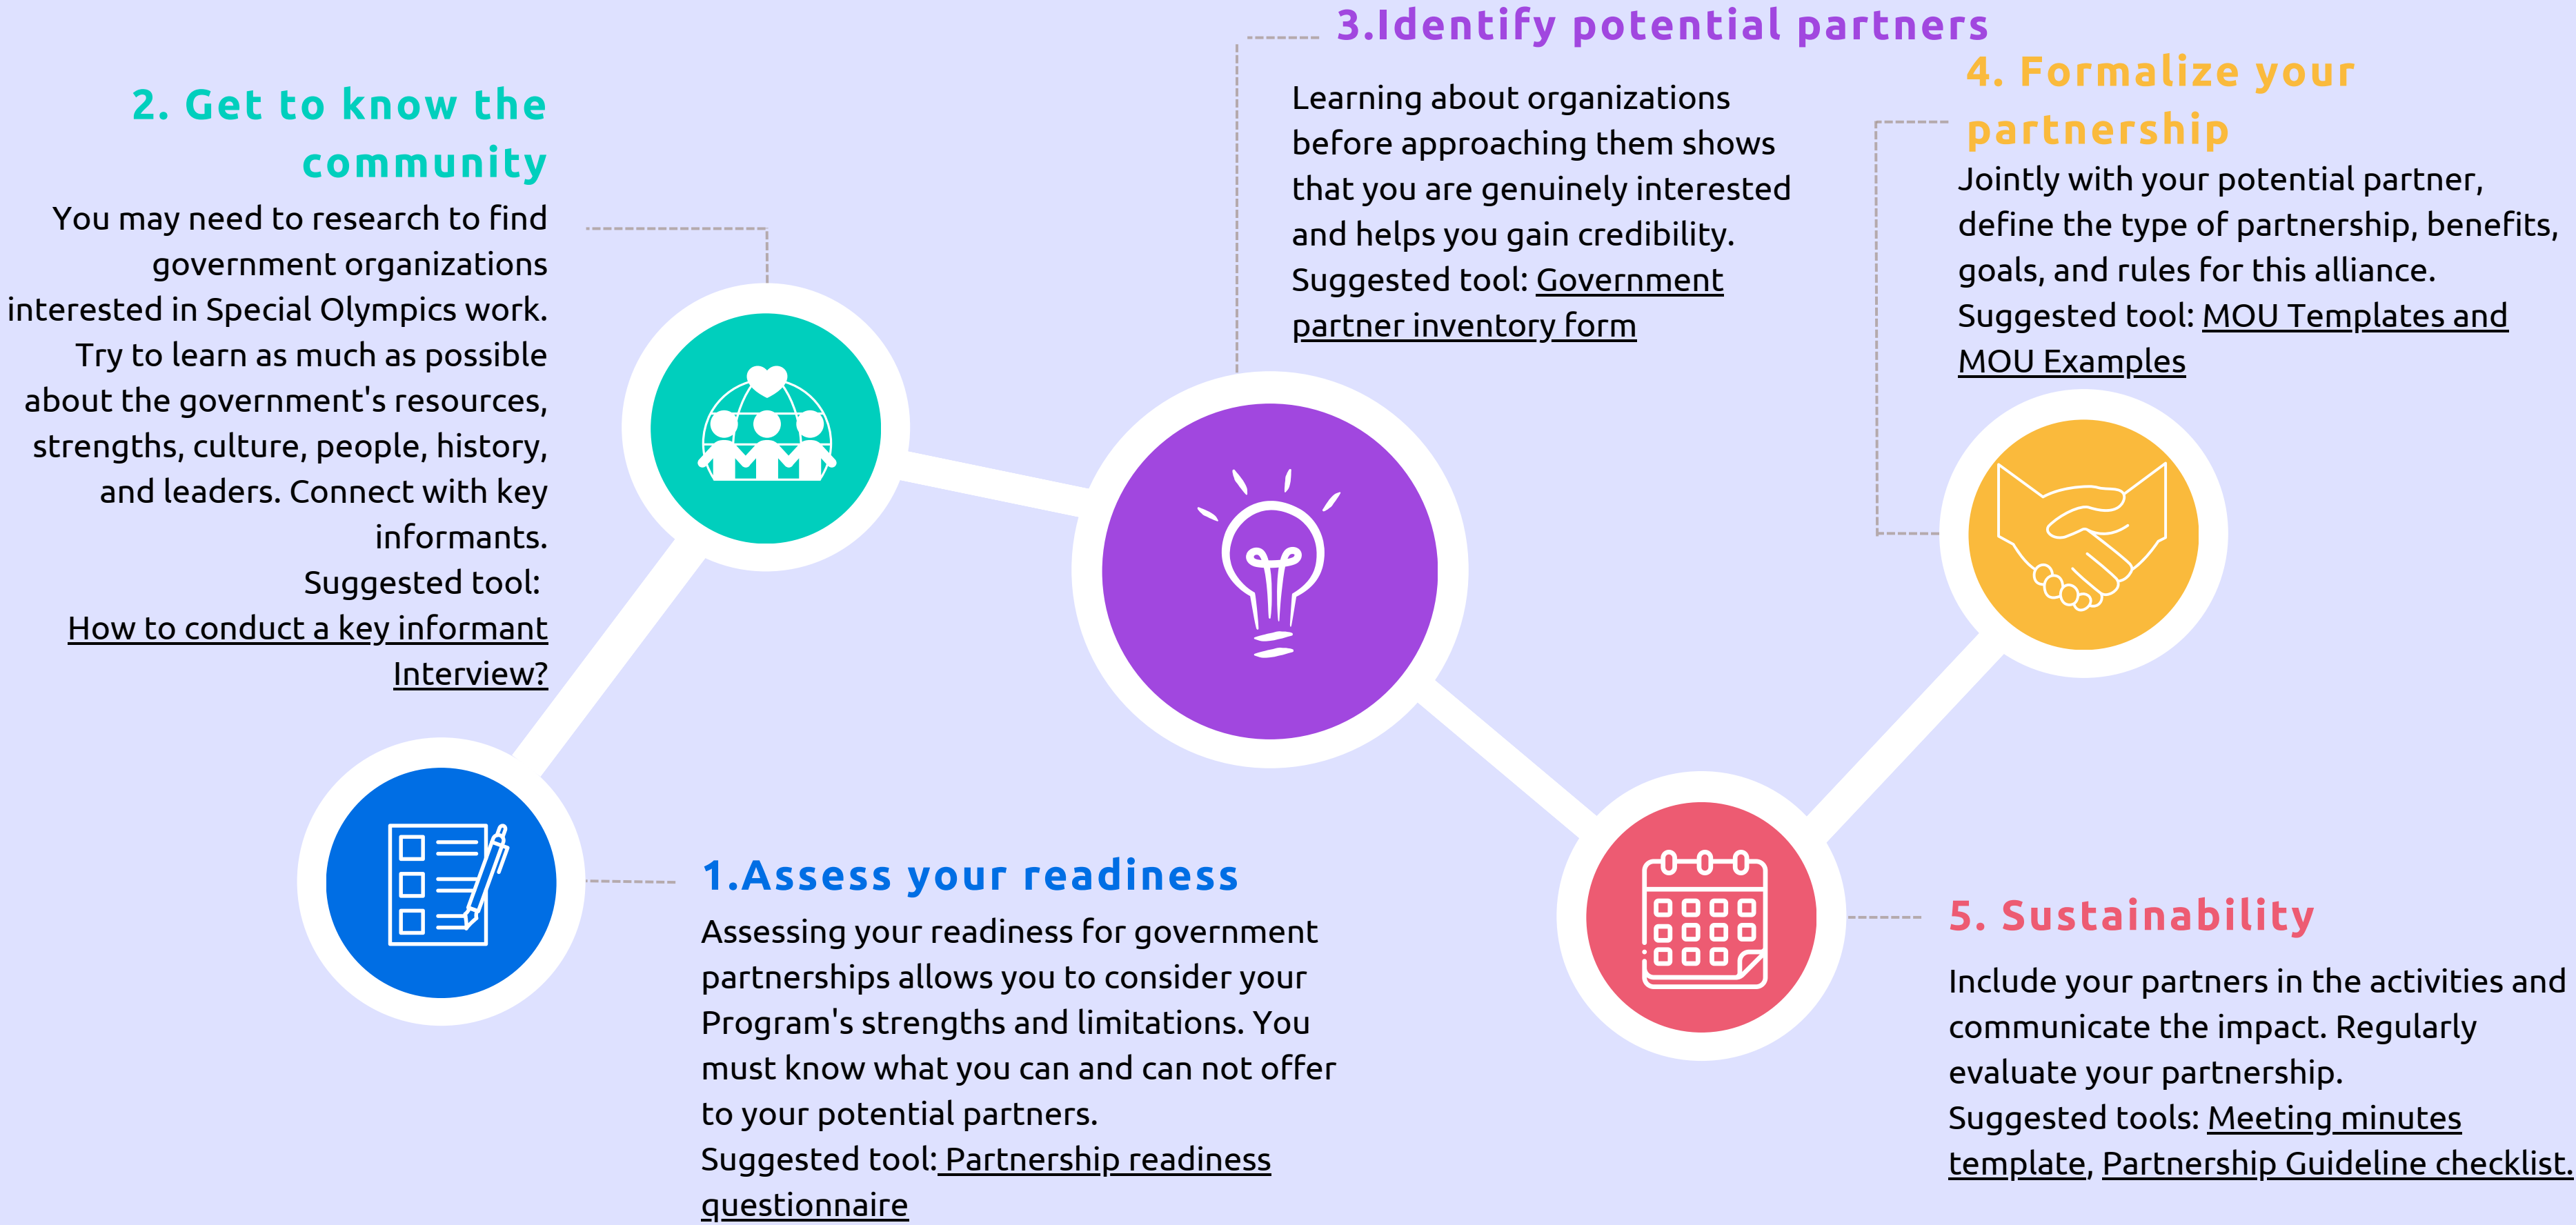 3.Identify potential partners
Learning about organizations
before approaching them shows
that you are genuinely interested
and helps you gain credibility.
Suggested tool: Government
partner inventory form
4. Formalize your
partnership
Jointly with your potential partner,
define the type of partnership, benefits,
goals, and rules for this alliance.
Suggested tool: MOU Templates and
MOU Examples
2. Get to know the
community
You may need to research to find
government organizations
interested in Special Olympics work.
Try to learn as much as possible
about the government's resources,
strengths, culture, people, history,
and leaders. Connect with key
informants.
Suggested tool:
How to conduct a key informant
Interview?
1.Assess your readiness
Assessing your readiness for government
partnerships allows you to consider your
Program's strengths and limitations. You
must know what you can and can not offer
to your potential partners.
Suggested tool: Partnership readiness
questionnaire
5. Sustainability
Include your partners in the activities and
communicate the impact. Regularly
evaluate your partnership.
Suggested tools: Meeting minutes
template, Partnership Guideline checklist.